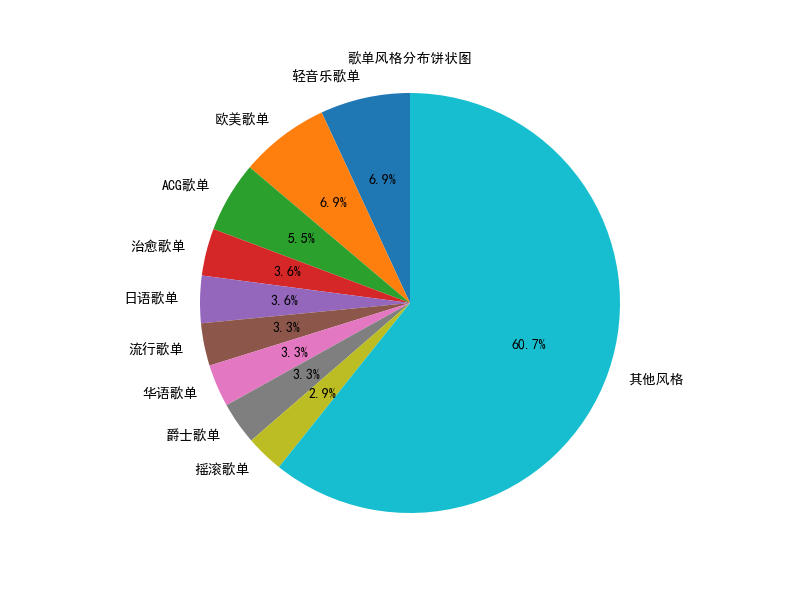 歌单风格分布饼状图
轻音乐歌单
欧美歌单
ACG歌单
治愈歌单
日语歌单
流行歌单
华语歌单
爵士歌单
摇滚歌单
其他风格
6.9%
6.9%
5.5%
3.6%
3.6%
3.3%
3.3%
3.3%
2.9%
60.7%